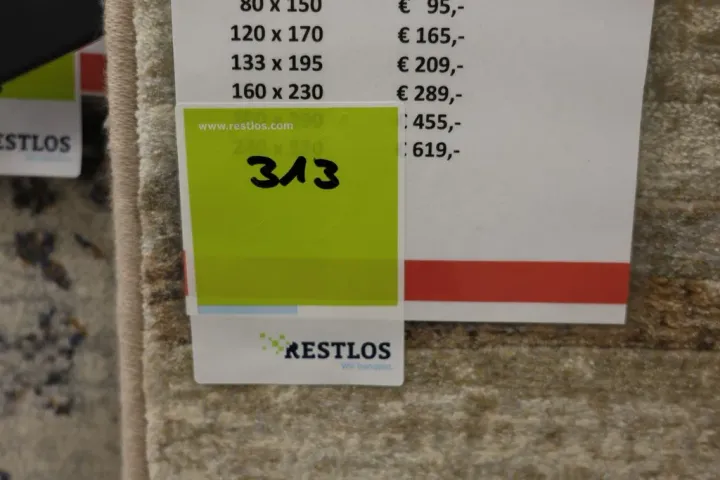 80 x 150 € 95,-
120 x 170 € 165,-
133 x 195 € 209,-
160 x 230 € 289,-
€ 455,-
€ 619,-
www.restlos.com
313
RESTLOS
RESTLOS